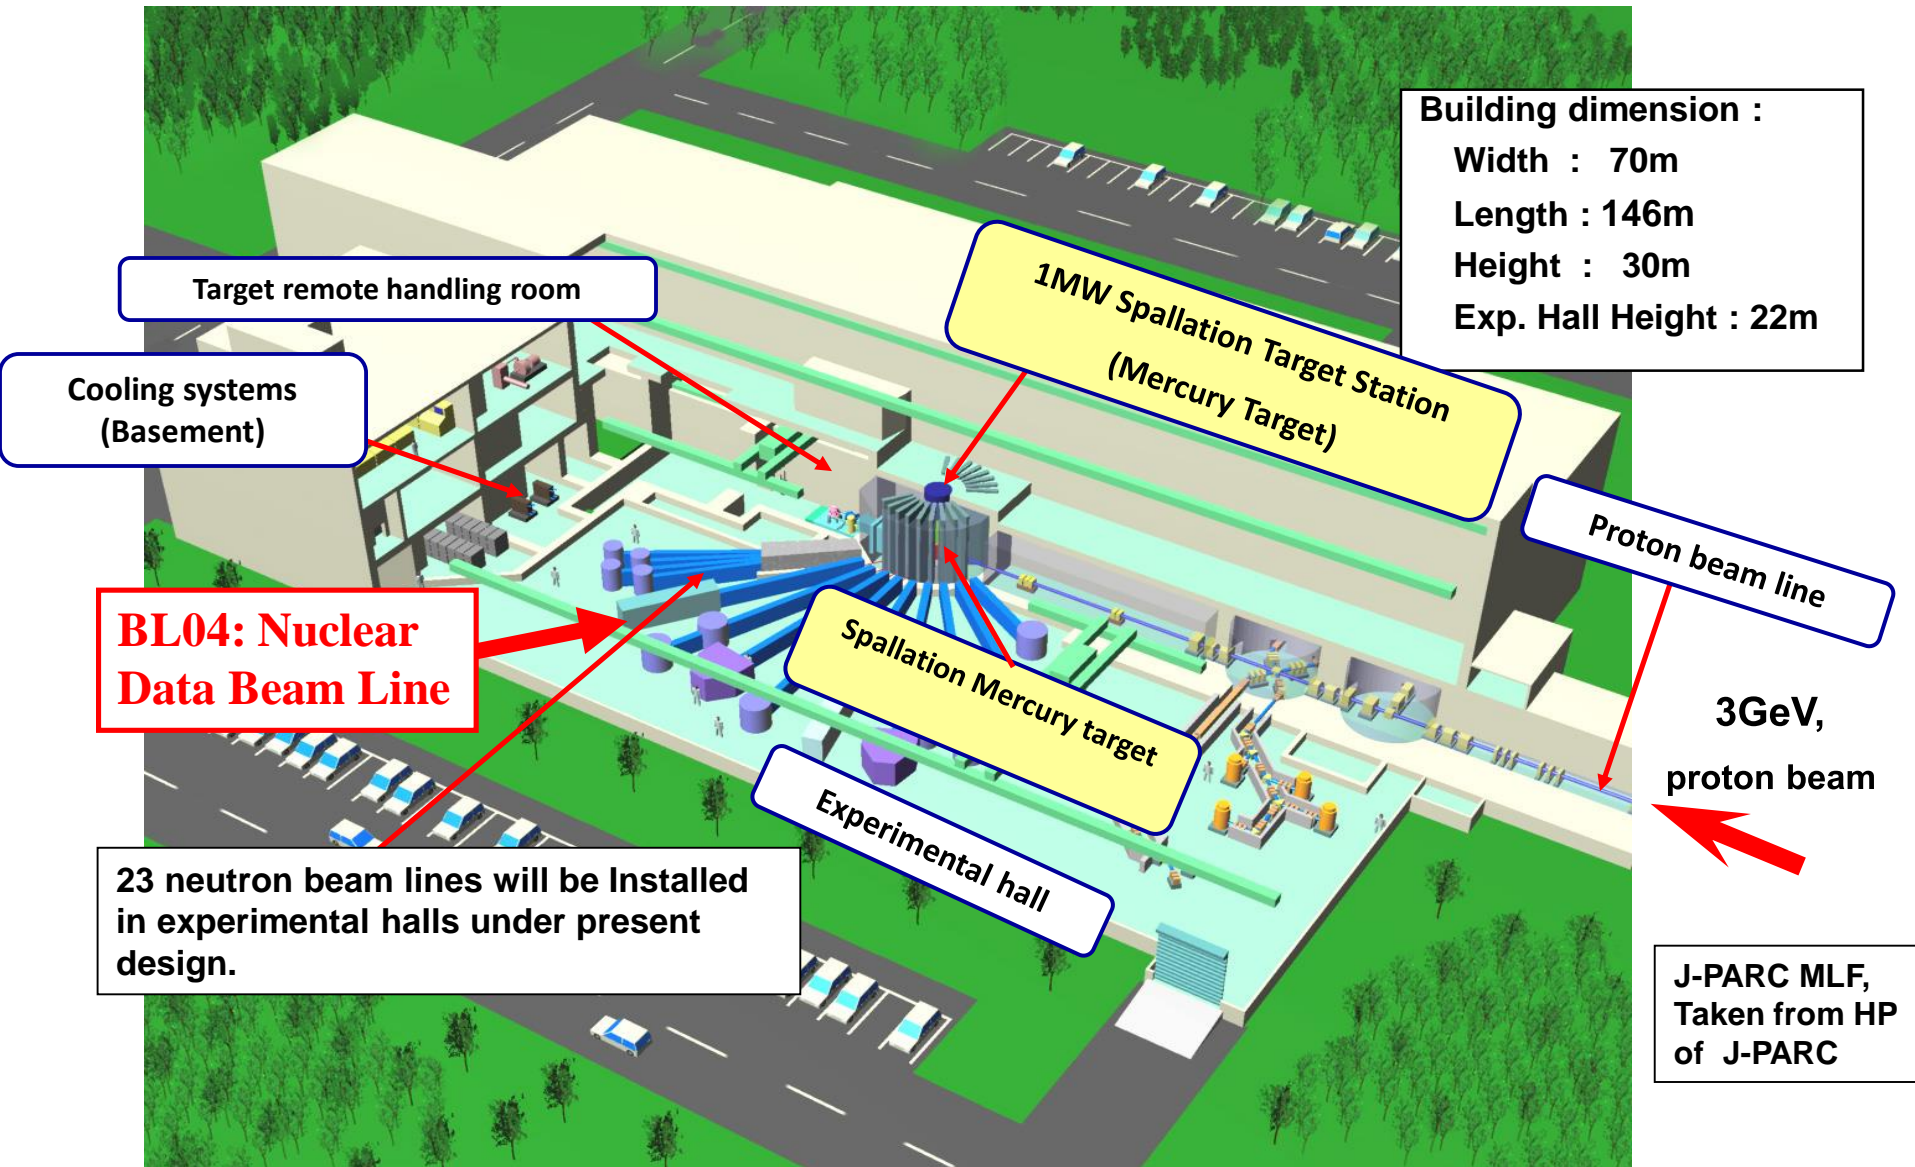 Building dimension :
Width : 70m
Length : 146m
Height : 30m
Exp. Hall Height : 22m
Target remote handling room
1MW Spallation Target Station
(Mercury Target)
Cooling systems
(Basement)
Proton beam line
BL04: Nuclear
Data Beam Line
Spallation Mercury target
3GeV,
proton beam
Experimental hall
23 neutron beam lines will be Installed
in experimental halls under present
design.
J-PARC MLF,
Taken from HP
of J-PARC